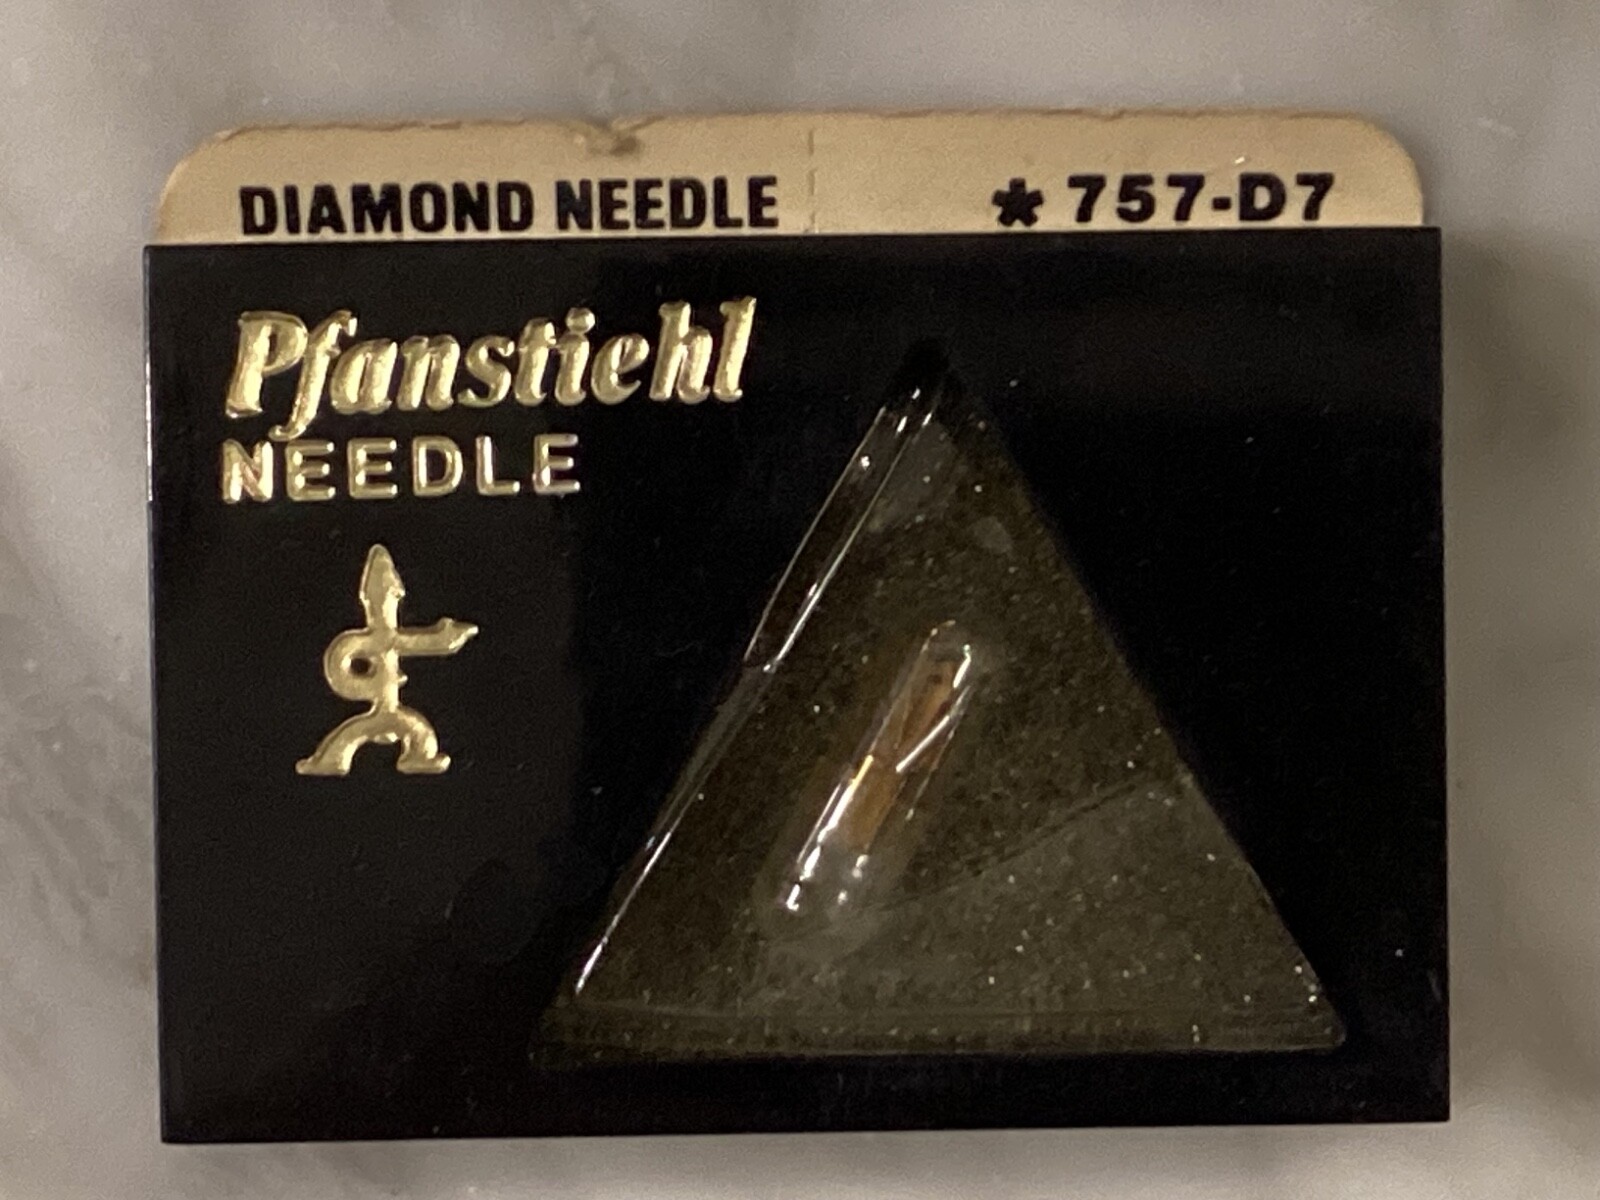 DIAMOND NEEDLE * 757-D7
Pfanstiehl
NEEDLE